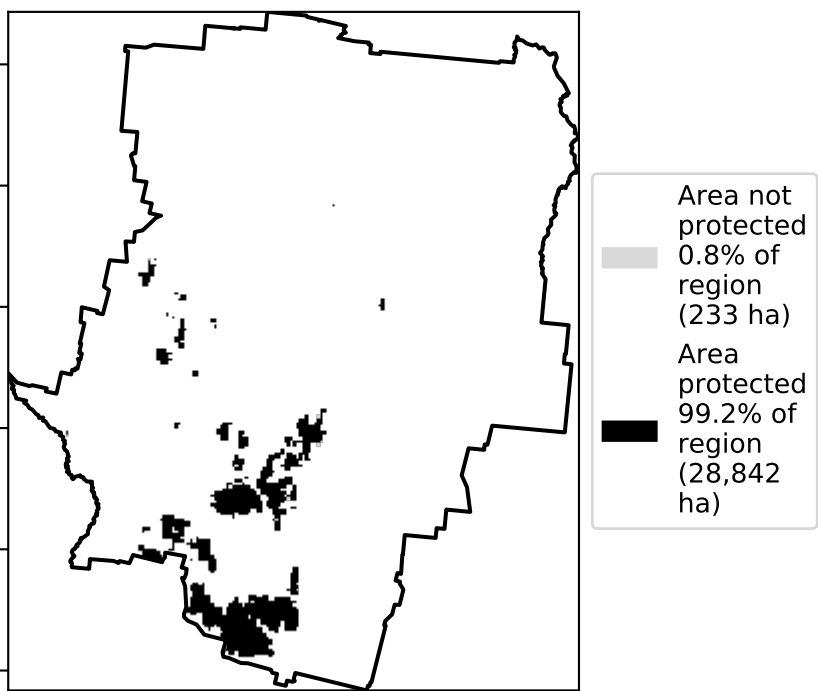 Area not
protected
0.8% of
region
(233 ha)
Area
protected
99.2% of
region
(28,842
ha)